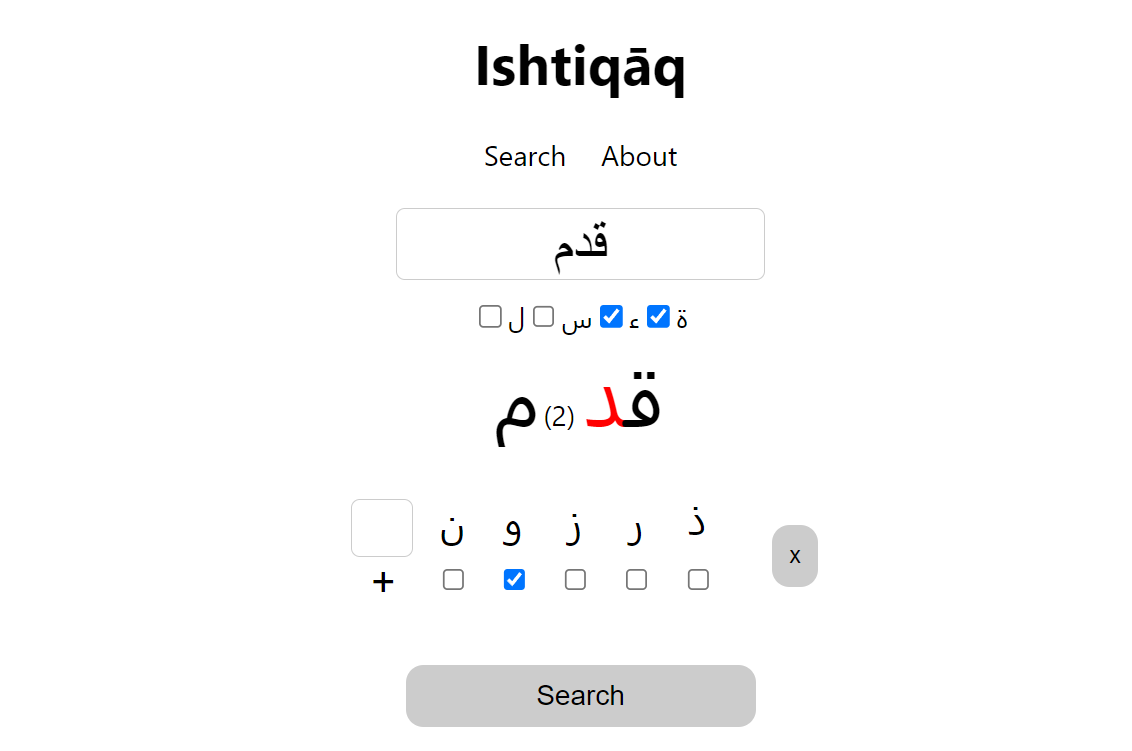 Ishtiqāq
Search About
قدم
ة ء س ل
قد (2) م
ذ ر ز و ن
x
+
Search